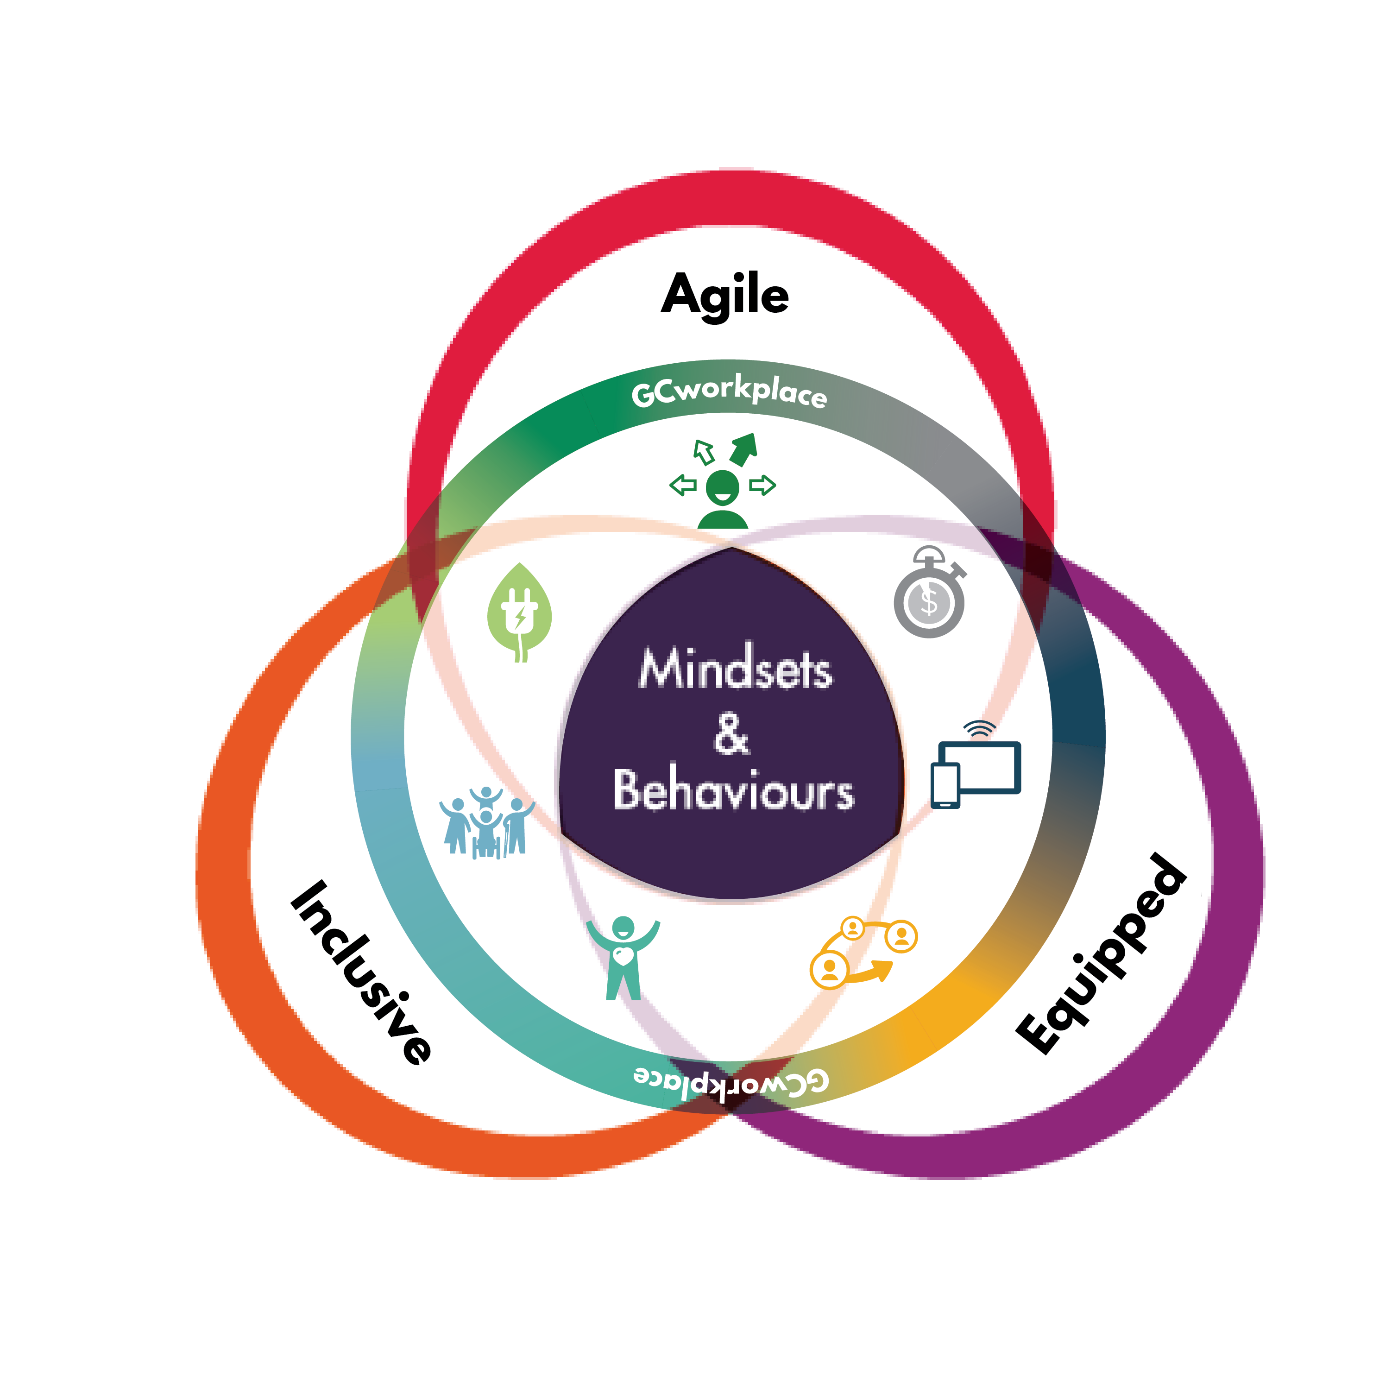 Agile
GCworkplace
$
Mindsets
&
Behaviours
Inclusive
Equipped
GCworkplace